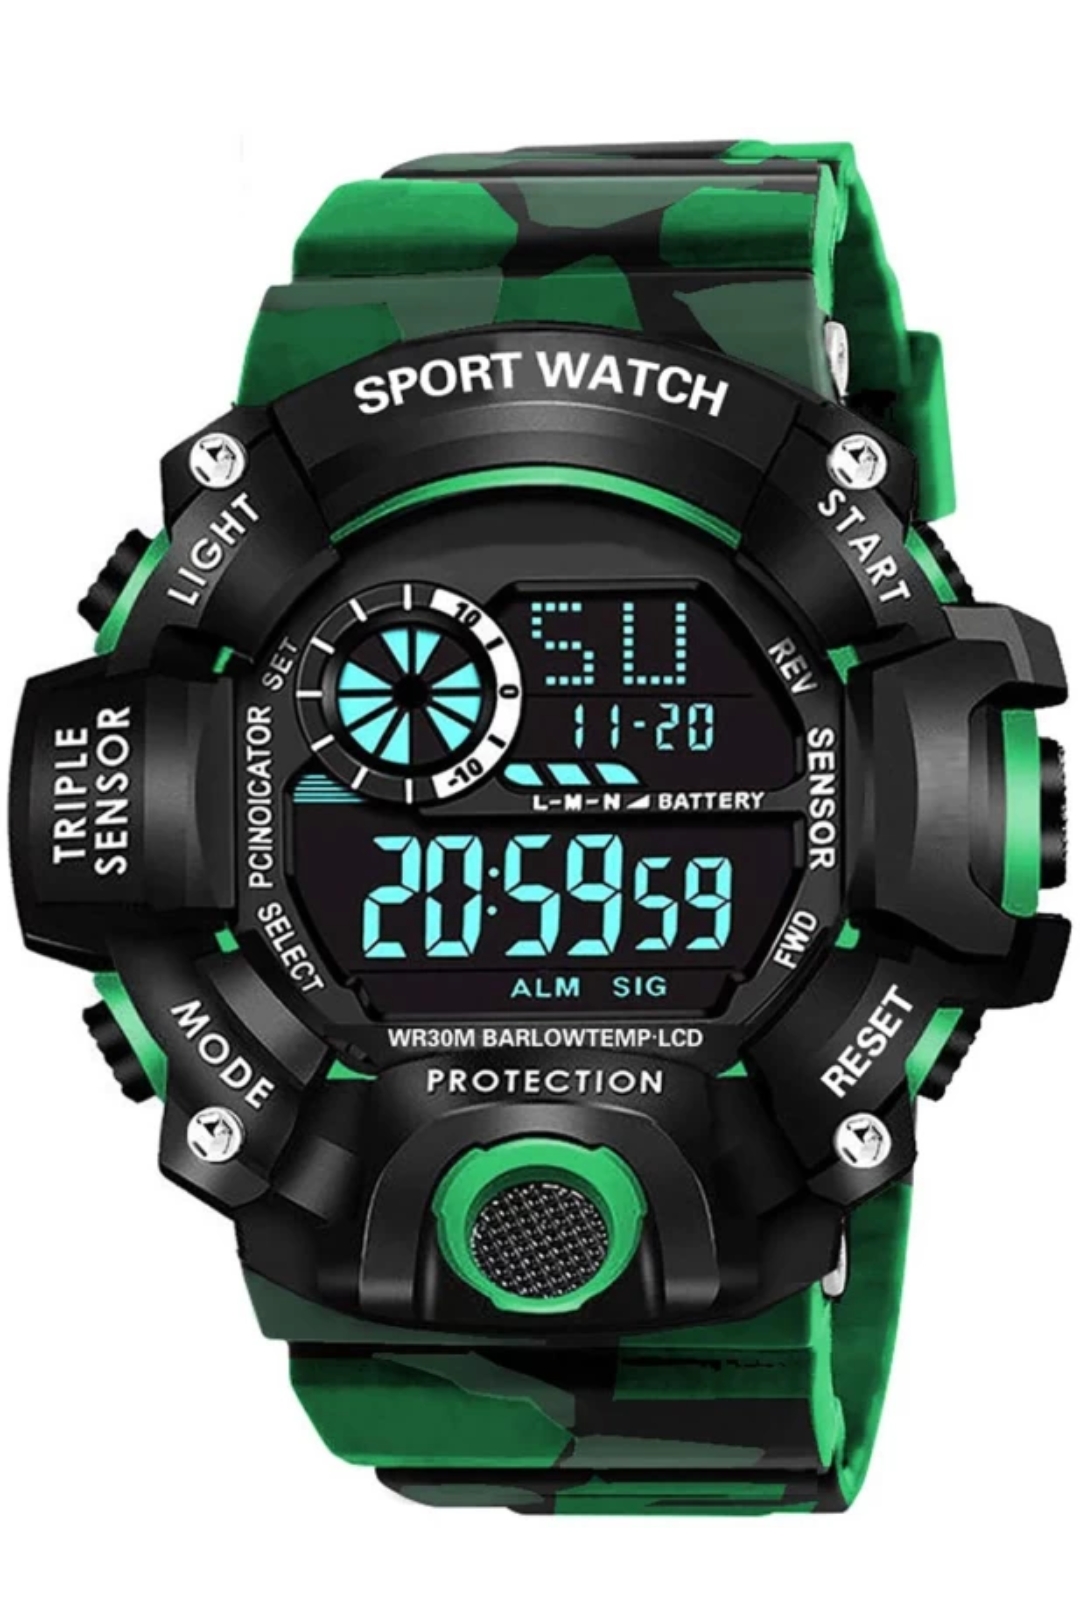 SPORT WATCH
LIGHT
START
10
0
-10
SU
11-20
SET
REV
PCINOICATOR
SENSOR
TRIPLE
SENSOR
L-M-N BATTERY
20:59 59
ALM SIG
SELECT
FWD
MODE
RESET
WR30M BARLOWTEMP·LCD
PROTECTION